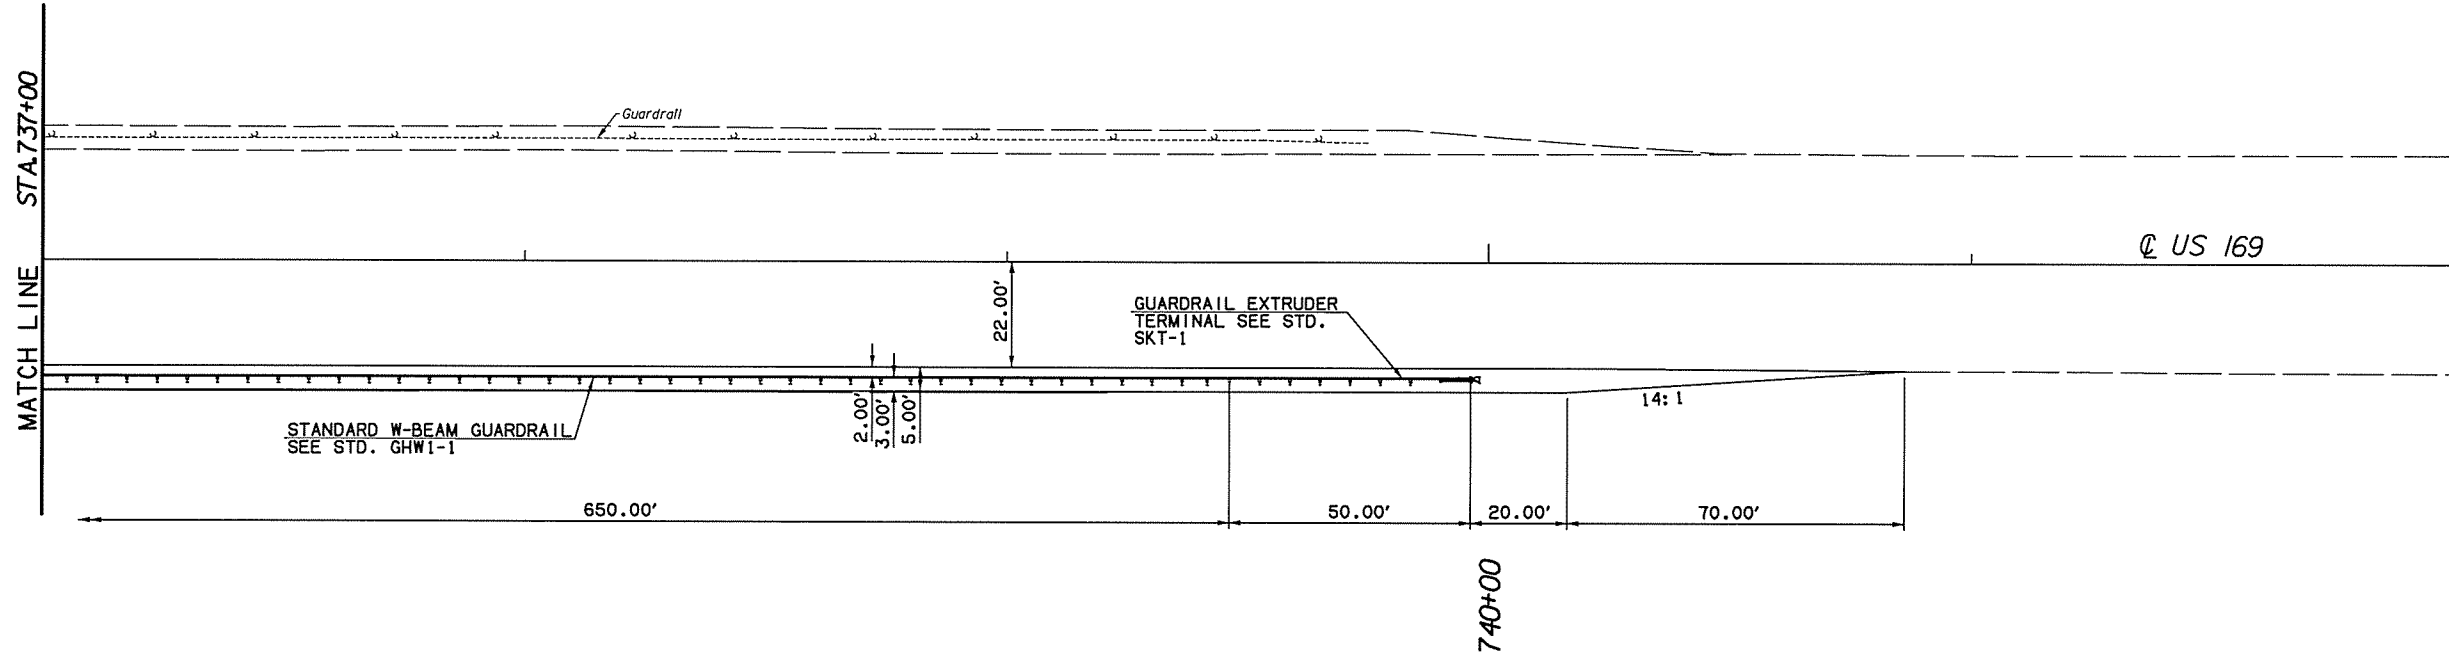 MATCH LINE STA.737+00
Guardrail
℄ US 169
22.00'
GUARDRAIL EXTRUDER
TERMINAL SEE STD.
SKT-1
STANDARD W-BEAM GUARDRAIL
SEE STD. GHW1-1
2.00'
3.00'
5.00'
14:1
650.00'
50.00'
20.00'
70.00'
740+00